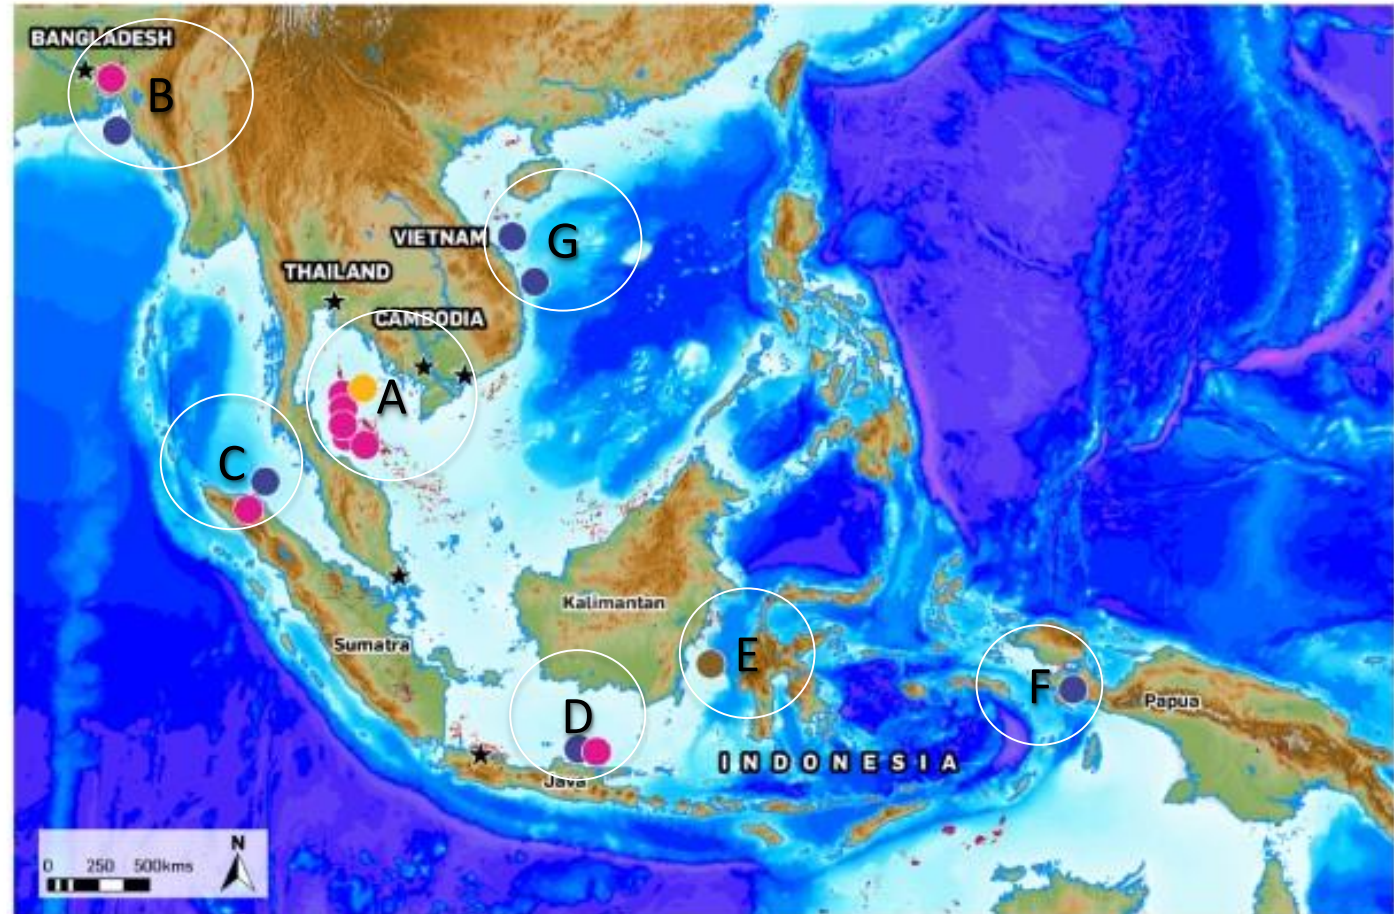 BANGLADESH
B
VIETNAM
G
THAILAND
CAMBODIA
A
C
Kalimantan
Sumatra
E
F
Papua
D
INDONESIA
Java
N
0 250 500kms